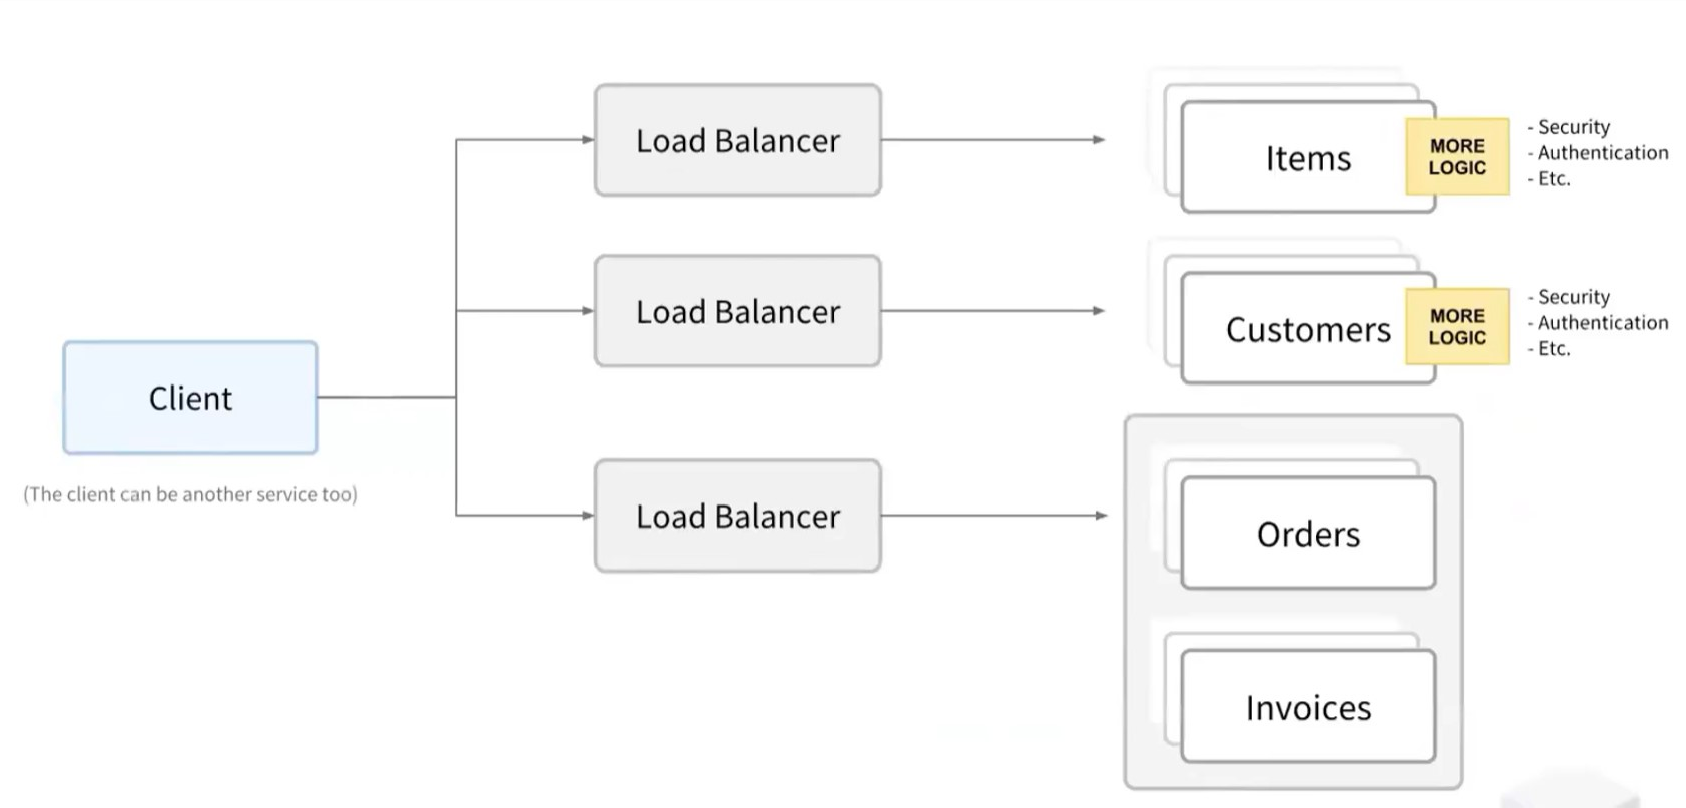 Load Balancer
Items
MORE
LOGIC
- Security
- Authentication
- Etc.
Load Balancer
Customers
MORE
LOGIC
- Security
- Authentication
- Etc.
Client
(The client can be another service too)
Load Balancer
Orders
Invoices